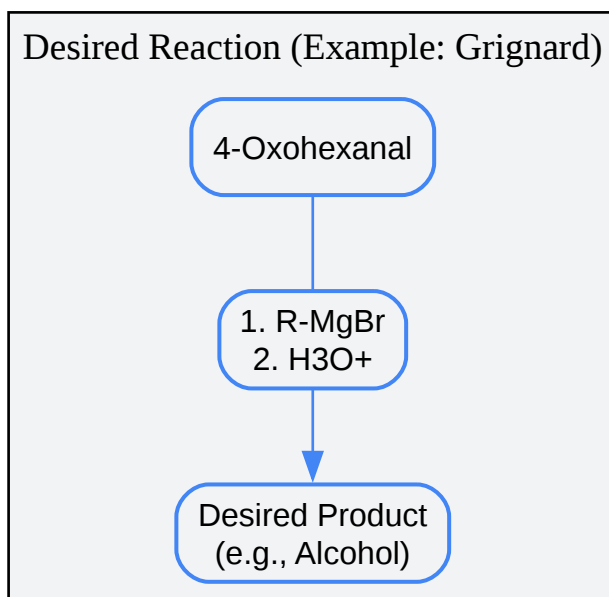 Desired Reaction (Example: Grignard)
4-Oxohexanal
1. R-MgBr
2. H3O+
Desired Product
(e.g., Alcohol)